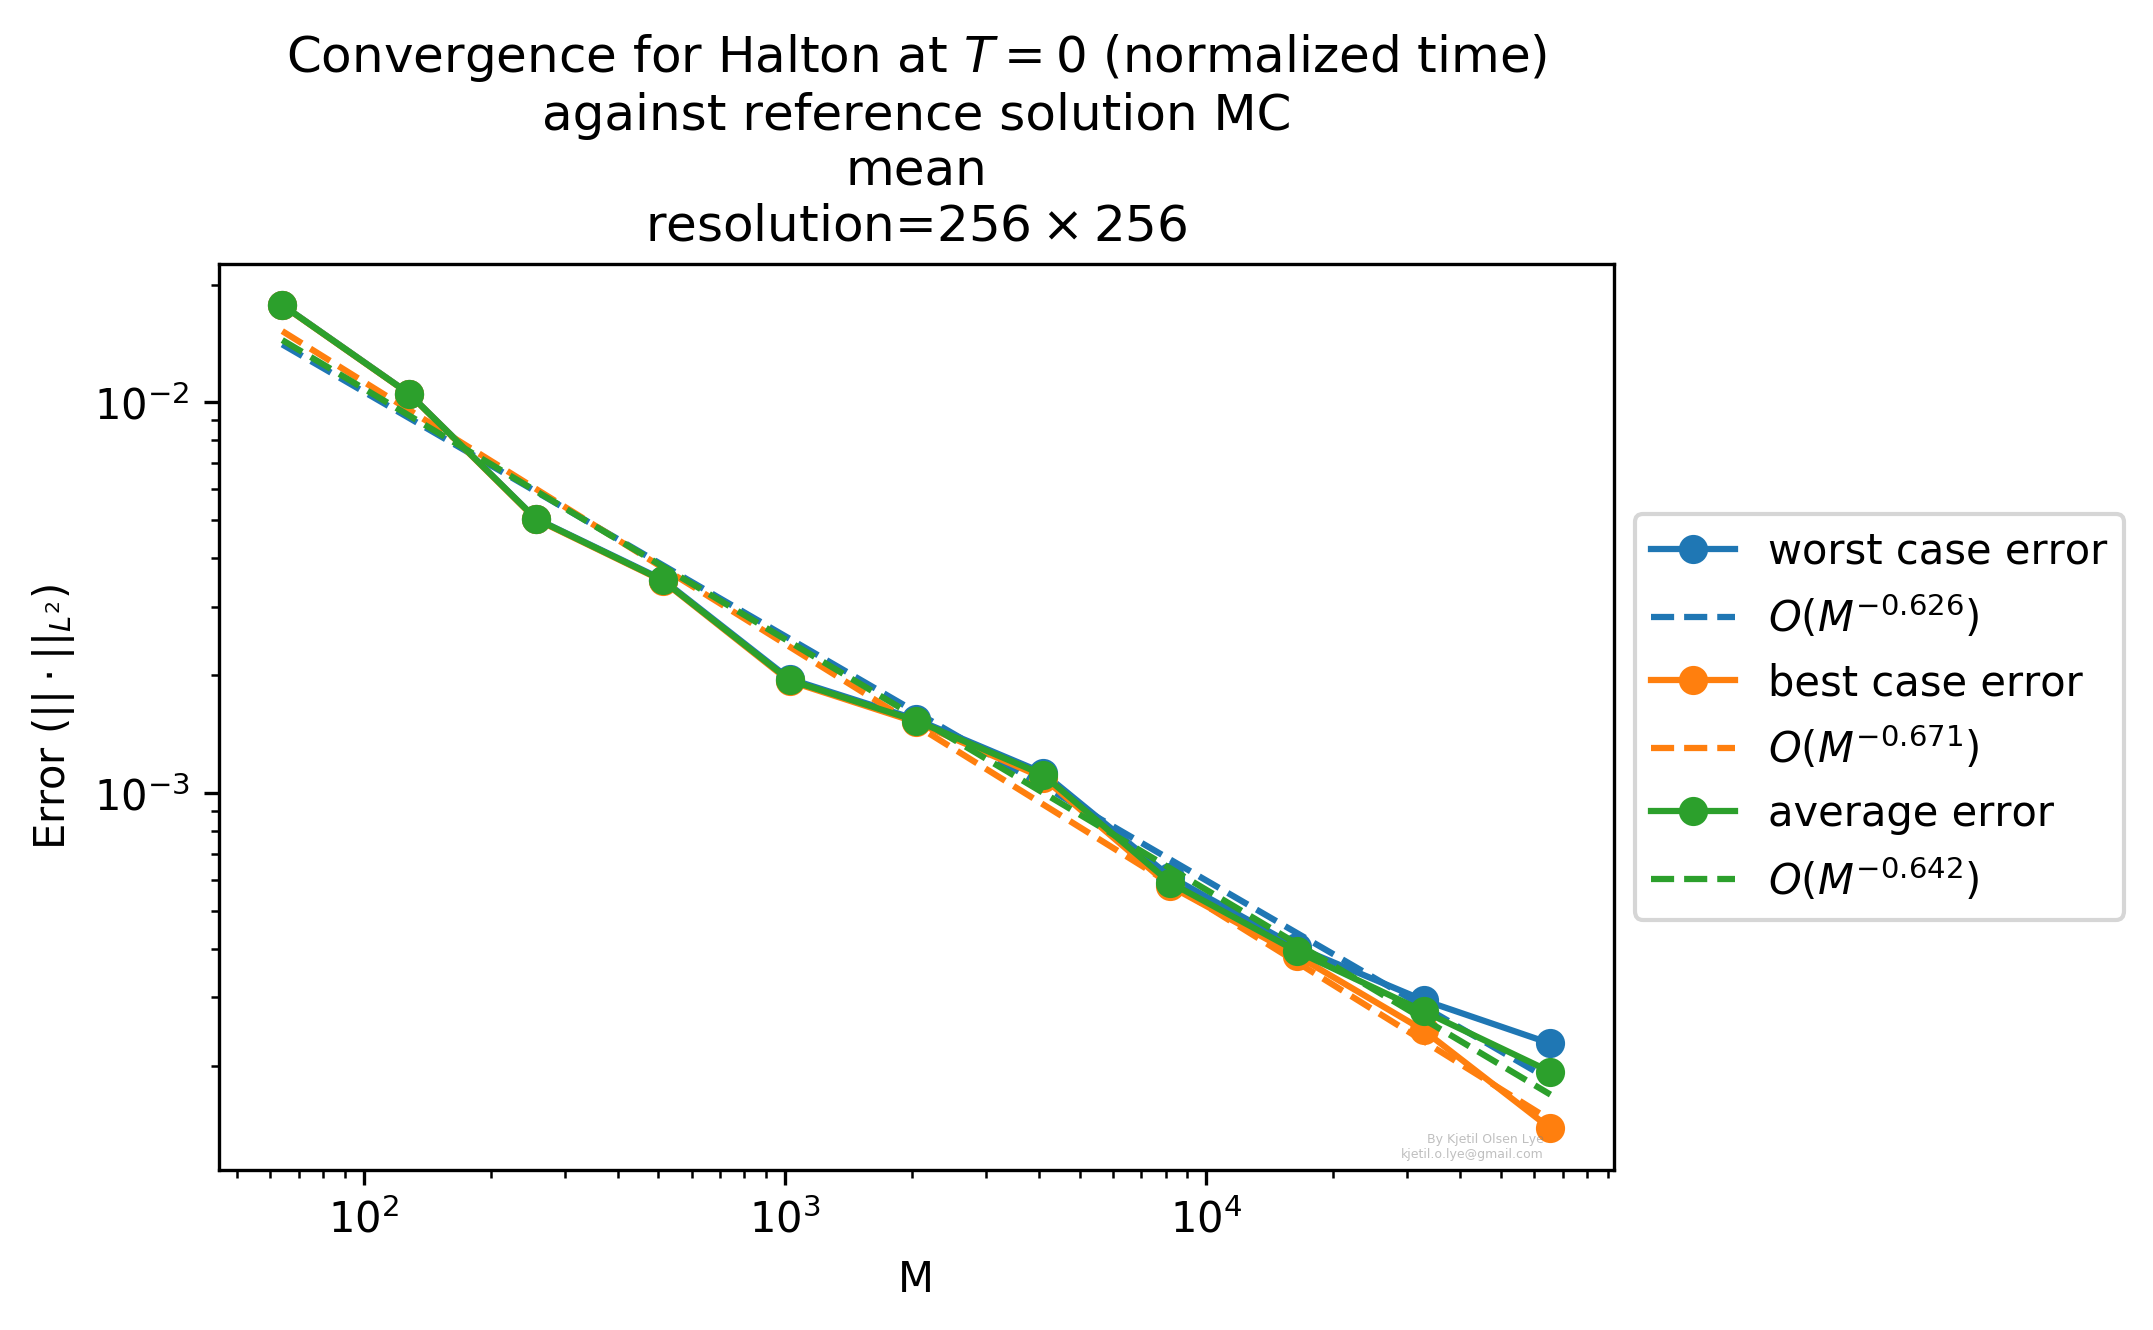 Convergence for Halton at $T = 0$ (normalized time)
against reference solution MC
mean
resolution=$256 \times 256$
Error ($||\cdot||_{L^2}$)
$10^{-2}$
$10^{-3}$
$10^2$
$10^3$
$10^4$
M
worst case error
$O(M^{-0.626})$
best case error
$O(M^{-0.671})$
average error
$O(M^{-0.642})$
By Kjetil Olsen Lye
kjetil.o.lye@gmail.com